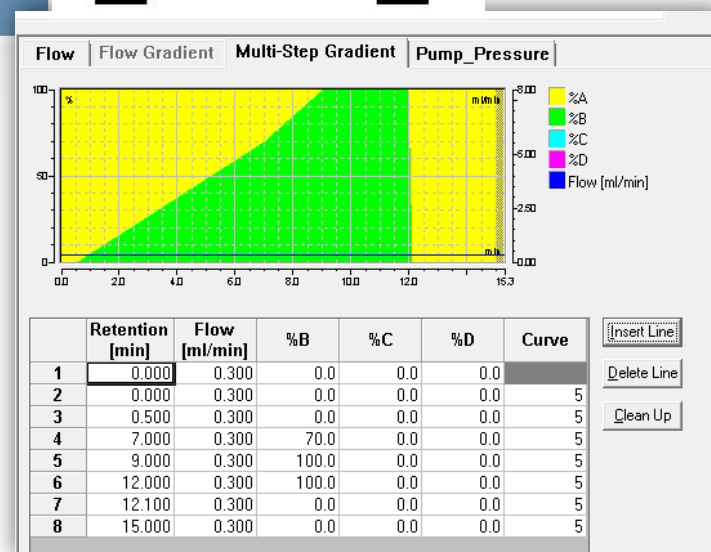 Flow Flow Gradient Multi-Step Gradient Pump_Pressure
100 % ml/min 8.00
%A
%B
%C
50 5.00 %D
Flow [ml/min]
2.50
0 min 0.00
0.0 2.0 4.0 6.0 8.0 10.0 12.0 15.3
Retention [min] Flow [ml/min] %B %C %D Curve
1 0.000 0.300 0.0 0.0 0.0
2 0.000 0.300 0.0 0.0 0.0 5
3 0.500 0.300 0.0 0.0 0.0 5
4 7.000 0.300 70.0 0.0 0.0 5
5 9.000 0.300 100.0 0.0 0.0 5
6 12.000 0.300 100.0 0.0 0.0 5
7 12.100 0.300 0.0 0.0 0.0 5
8 15.000 0.300 0.0 0.0 0.0 5
Insert Line
Delete Line
Clean Up